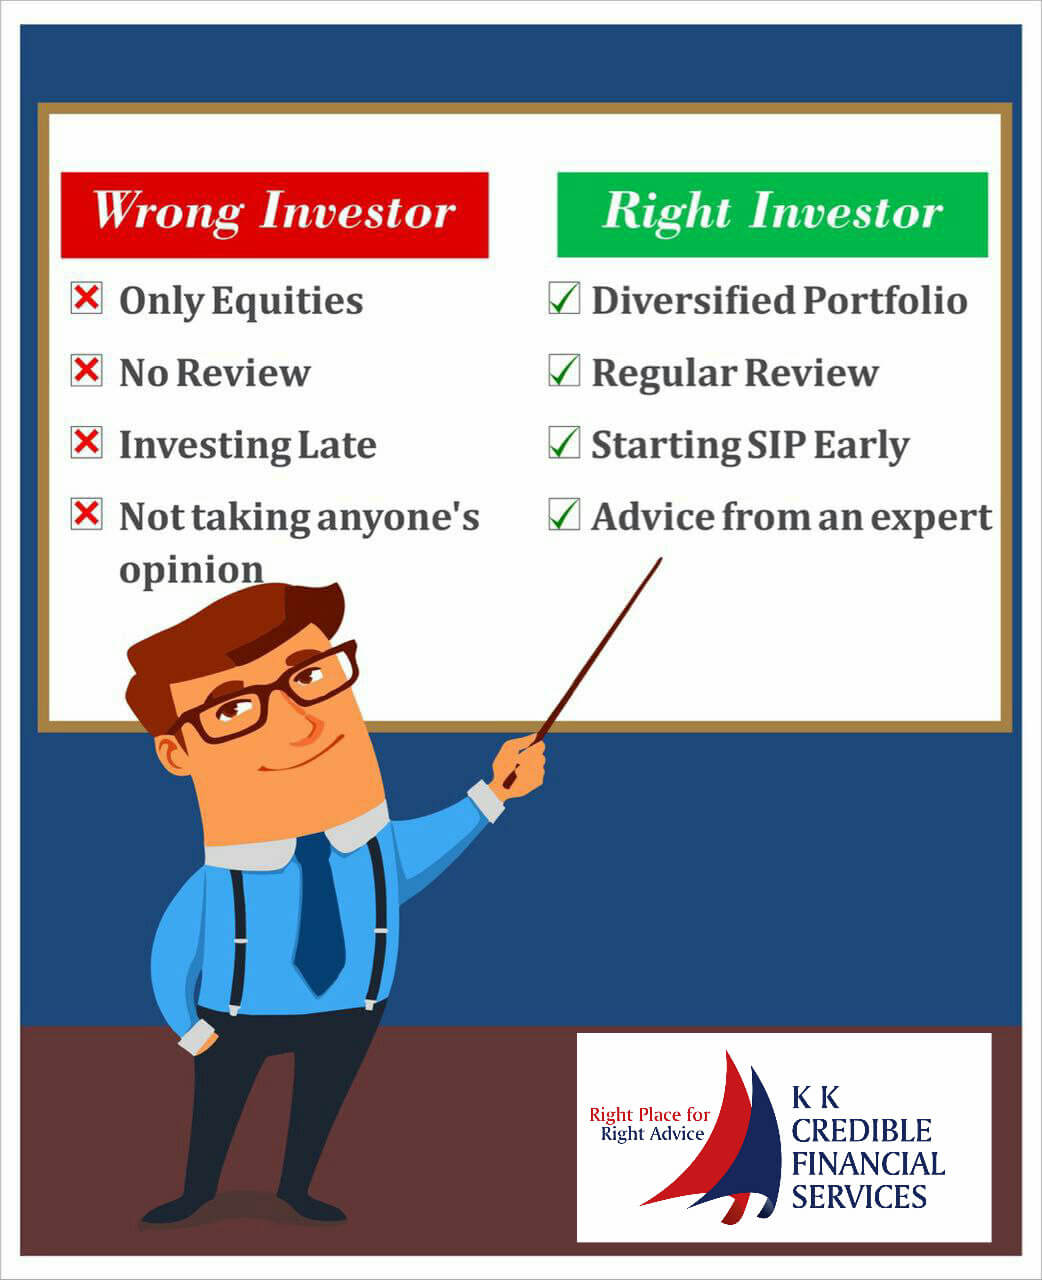 Wrong Investor
Only Equities
No Review
Investing Late
Not taking anyone's
opinion
Right Investor
Diversified Portfolio
Regular Review
Starting SIP Early
Advice from an expert
Right Place for
Right Advice
K K
CREDIBLE
FINANCIAL
SERVICES